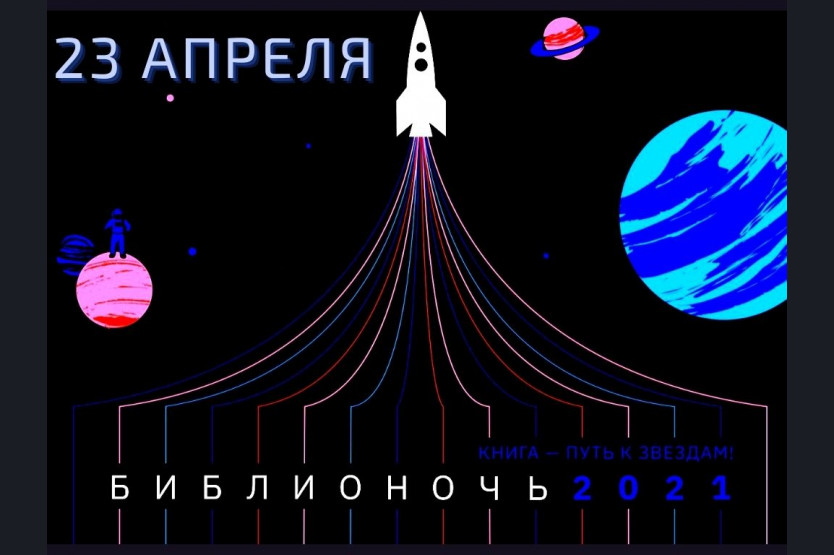 23 АПРЕЛЯ
КНИГА — ПУТЬ К ЗВЕЗДАМ!
БИБЛИОНОЧЬ 2021